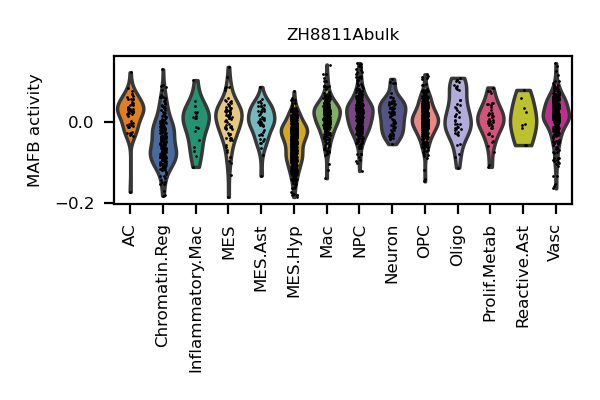 ZH8811Abulk
MAFB activity
0.0
−0.2
AC
Chromatin.Reg
Inflammatory.Mac
MES
MES.Ast
MES.Hyp
Mac
NPC
Neuron
OPC
Oligo
Prolif.Metab
Reactive.Ast
Vasc